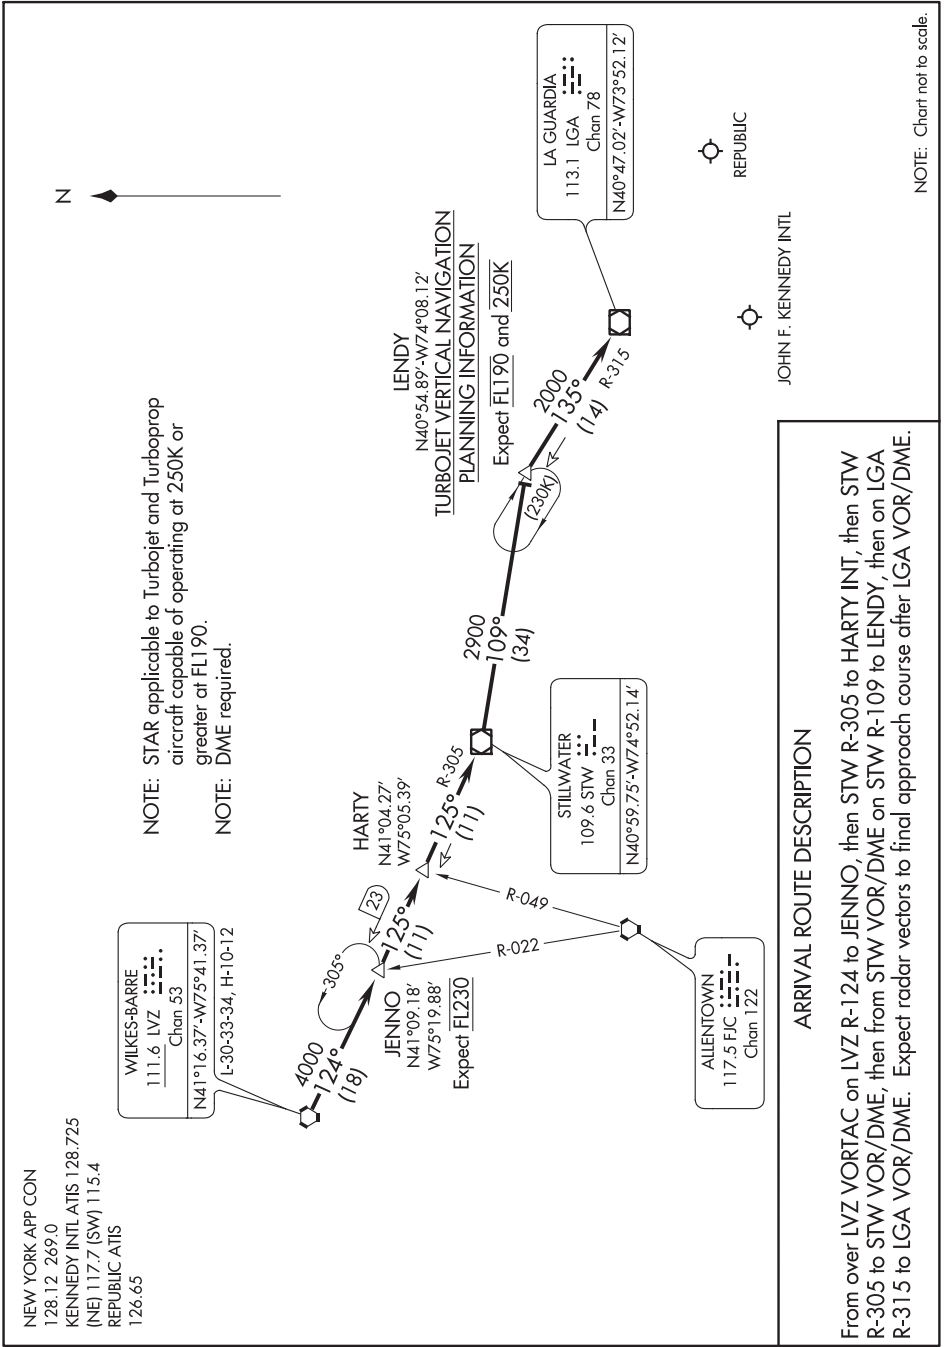 NEW YORK APP CON
128.12 269.0
KENNEDY INTL ATIS 128.725
(NE) 117.7 (SW) 115.4
REPUBLIC ATIS
126.65
WILKES-BARRE
111.6 LVZ
Chan 53
N41°16.37'-W75°41.37'
L-30-33-34, H-10-12
NOTE: STAR applicable to Turbojet and Turboprop
aircraft capable of operating at 250K or
greater at FL190.
NOTE: DME required.
N
4000
124°
(18)
305°
23
JENNO
N41°09.18'
W75°19.88'
Expect FL230
125°
(11)
HARTY
N41°04.27'
W75°05.39'
125°
(11)
R-305
R-022
R-049
ALLENTOWN
117.5 FJC
Chan 122
STILLWATER
109.6 STW
Chan 33
N40°59.75'-W74°52.14'
2900
109°
(34)
LENDY
N40°54.89'-W74°08.12'
TURBOJET VERTICAL NAVIGATION
PLANNING INFORMATION
Expect FL190 and 250K
(230K)
2000
135°
(14)
R-315
LA GUARDIA
113.1 LGA
Chan 78
N40°47.02'-W73°52.12'
REPUBLIC
JOHN F. KENNEDY INTL
NOTE: Chart not to scale.
ARRIVAL ROUTE DESCRIPTION
From over LVZ VORTAC on LVZ R-124 to JENNO, then STW R-305 to HARTY INT, then STW
R-305 to STW VOR/DME, then from STW VOR/DME on STW R-109 to LENDY, then on LGA
R-315 to LGA VOR/DME. Expect radar vectors to final approach course after LGA VOR/DME.